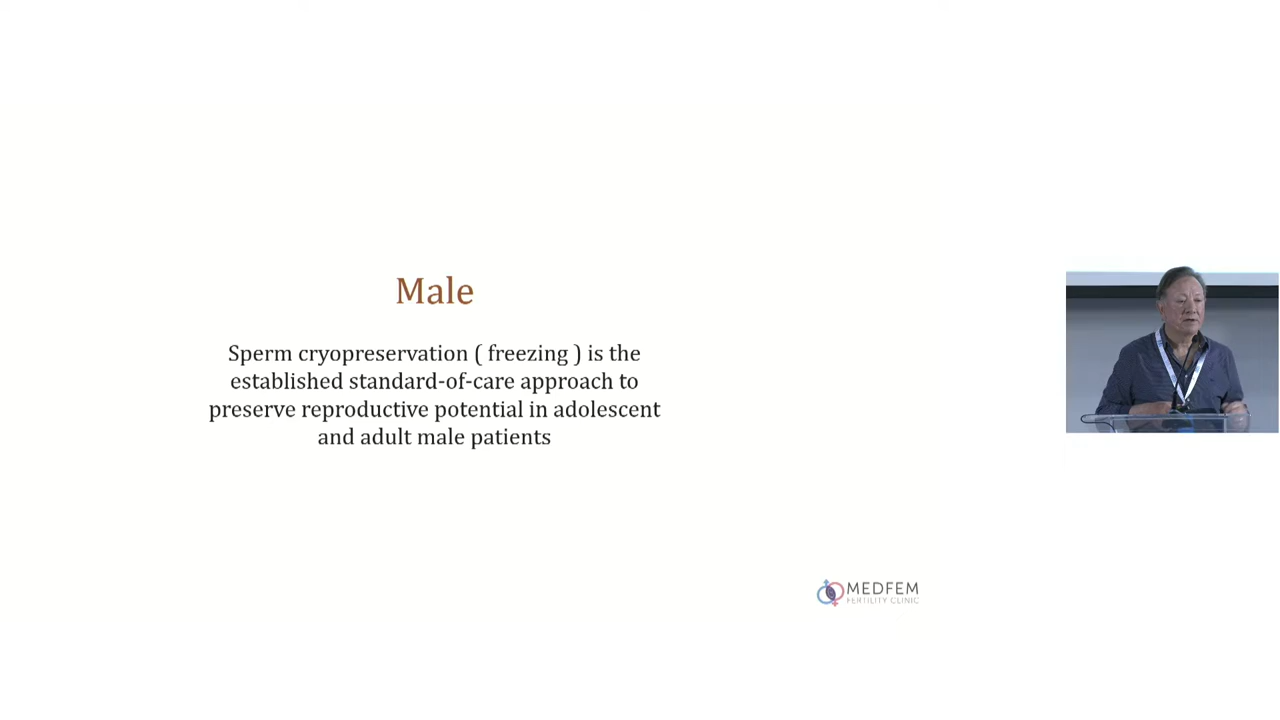 Male
Sperm cryopreservation ( freezing ) is the
established standard-of-care approach to
preserve reproductive potential in adolescent
and adult male patients
MEDFEM
FERTILITY CLINIC